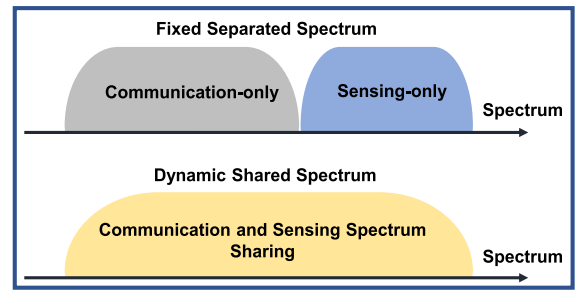 Fixed Separated Spectrum
Communication-only
Sensing-only
Spectrum
Dynamic Shared Spectrum
Communication and Sensing Spectrum
Sharing
Spectrum